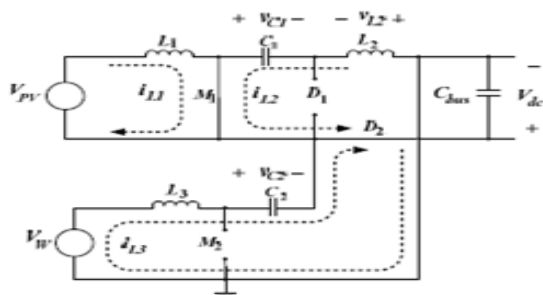 + v_C1 − − v_L2 +
L_1 C_1 L_2
V_PV i_L1 M_1 i_L2 D_1 C_bus − V_dc +
D_2
+ v_C2 −
L_3 C_2
V_W i_L3 M_2